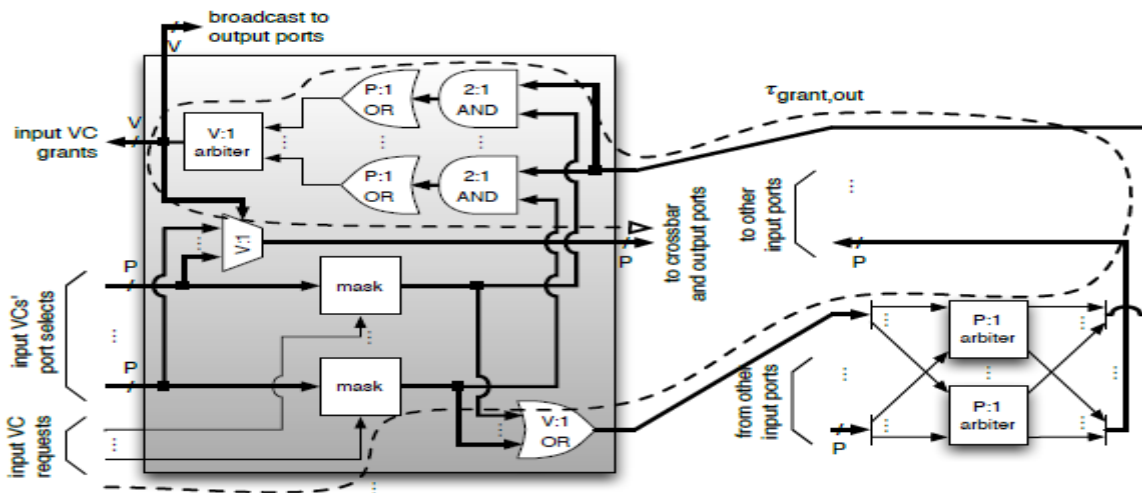 broadcast to
output ports
V
V
input VC
grants
V:1
arbiter
P:1
OR
2:1
AND
P:1
OR
2:1
AND
τgrant,out
V:1
P
input VCs'
port selects
P
mask
mask
input VC
requests
V:1
OR
P
to crossbar
and output ports
to other
input ports
P
from other
input ports
P
P:1
arbiter
P:1
arbiter